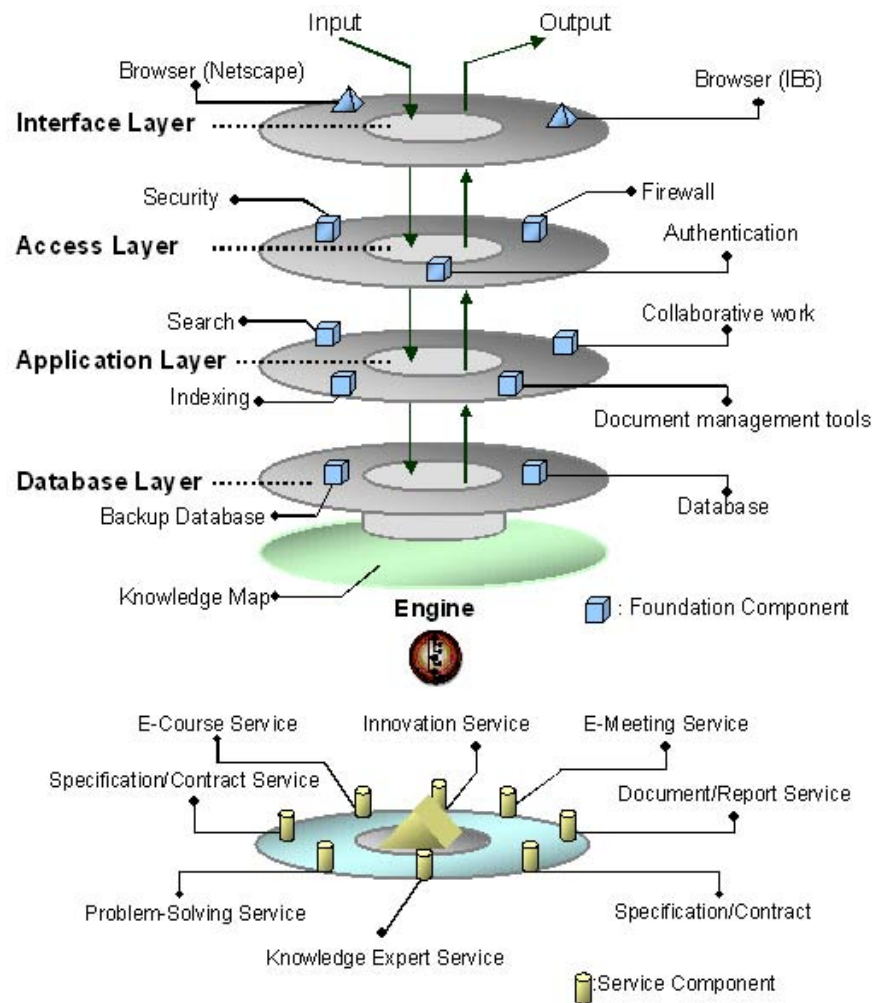 Input
Output
Browser (Netscape)
Browser (IE6)
Interface Layer
Security
Firewall
Access Layer
Authentication
Search
Collaborative work
Application Layer
Indexing
Document management tools
Database Layer
Backup Database
Database
Knowledge Map
Engine
: Foundation Component
E-Course Service
Innovation Service
E-Meeting Service
Specification/Contract Service
Document/Report Service
Problem-Solving Service
Specification/Contract
Knowledge Expert Service
:Service Component